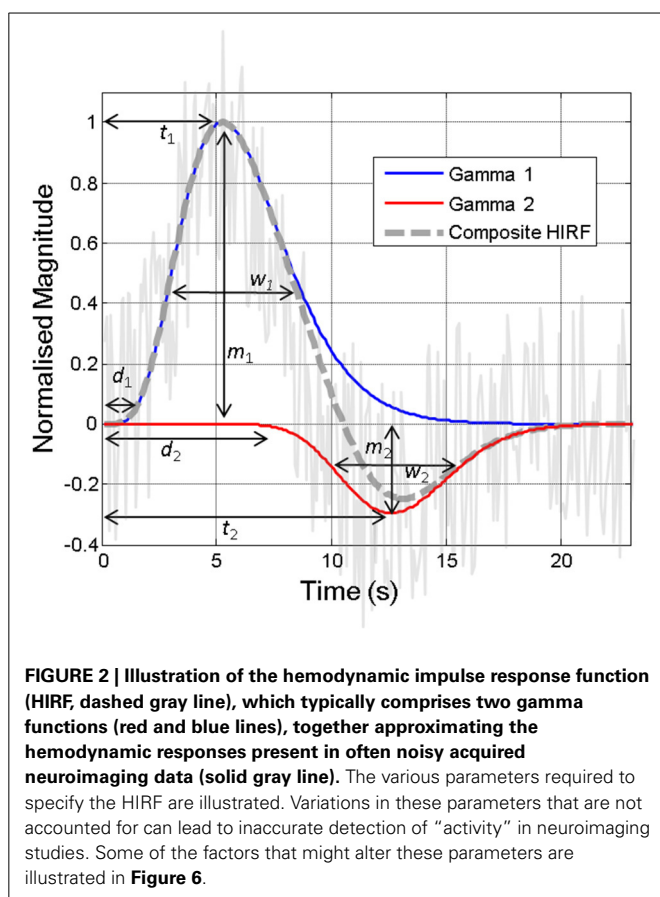 1
0.8
0.6
0.4
0.2
0
-0.2
-0.4
Normalised Magnitude
t1
Gamma 1
Gamma 2
Composite HIRF
w1
m1
d1
d2
m2
w2
t2
0 5 10 15 20
Time (s)
FIGURE 2 | Illustration of the hemodynamic impulse response function
(HIRF, dashed gray line), which typically comprises two gamma
functions (red and blue lines), together approximating the
hemodynamic responses present in often noisy acquired
neuroimaging data (solid gray line). The various parameters required to
specify the HIRF are illustrated. Variations in these parameters that are not
accounted for can lead to inaccurate detection of “activity” in neuroimaging
studies. Some of the factors that might alter these parameters are
illustrated in Figure 6.